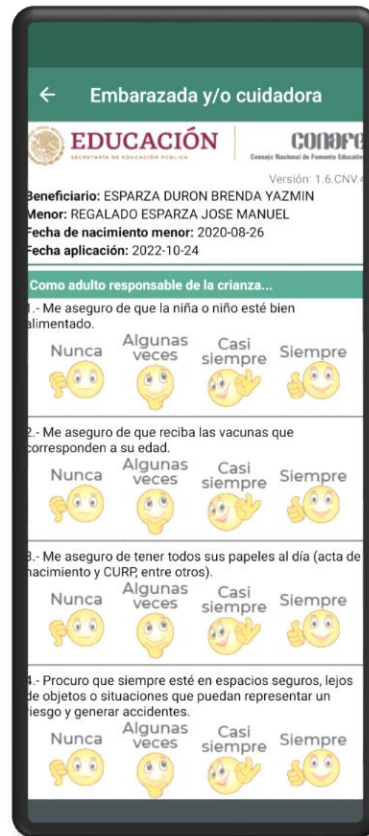 Embarazada y/o cuidadora
EDUCACIÓN
SECRETARÍA DE EDUCACIÓN PÚBLICA
CONAFE
Consejo Nacional de Fomento Educativ
Versión: 1.6.CNV.4
Beneficiario: ESPARZA DURON BRENDA YAZMIN
Menor: REGALADO ESPARZA JOSE MANUEL
Fecha de nacimiento menor: 2020-08-26
Fecha aplicación: 2022-10-24
Como adulto responsable de la crianza...
1.- Me aseguro de que la niña o niño esté bien
alimentado.
Nunca Algunas veces Casi siempre Siempre
2.- Me aseguro de que reciba las vacunas que
corresponden a su edad.
Nunca Algunas veces Casi siempre Siempre
3.- Me aseguro de tener todos sus papeles al día (acta de
nacimiento y CURP, entre otros).
Nunca Algunas veces Casi siempre Siempre
4.- Procuro que siempre esté en espacios seguros, lejos
de objetos o situaciones que puedan representar un
riesgo y generar accidentes.
Nunca Algunas veces Casi siempre Siempre